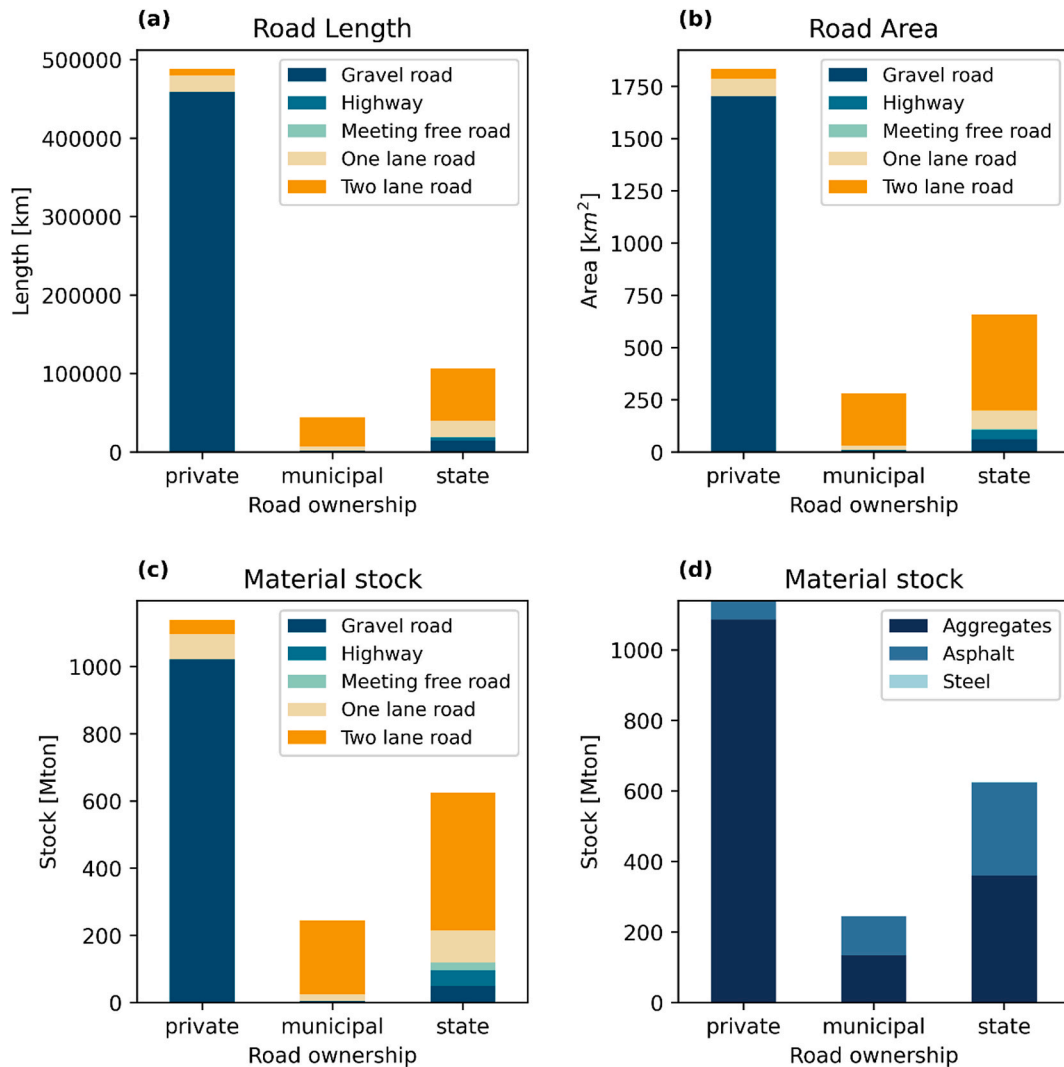 (a)
Road Length
500000
400000
300000
200000
100000
0
Length [km]
Gravel road
Highway
Meeting free road
One lane road
Two lane road
private municipal state
Road ownership
(b)
Road Area
1750
1500
1250
1000
750
500
250
0
Area [km²]
Gravel road
Highway
Meeting free road
One lane road
Two lane road
private municipal state
Road ownership
(c)
Material stock
1000
800
600
400
200
0
Stock [Mton]
Gravel road
Highway
Meeting free road
One lane road
Two lane road
private municipal state
Road ownership
(d)
Material stock
1000
800
600
400
200
0
Stock [Mton]
Aggregates
Asphalt
Steel
private municipal state
Road ownership